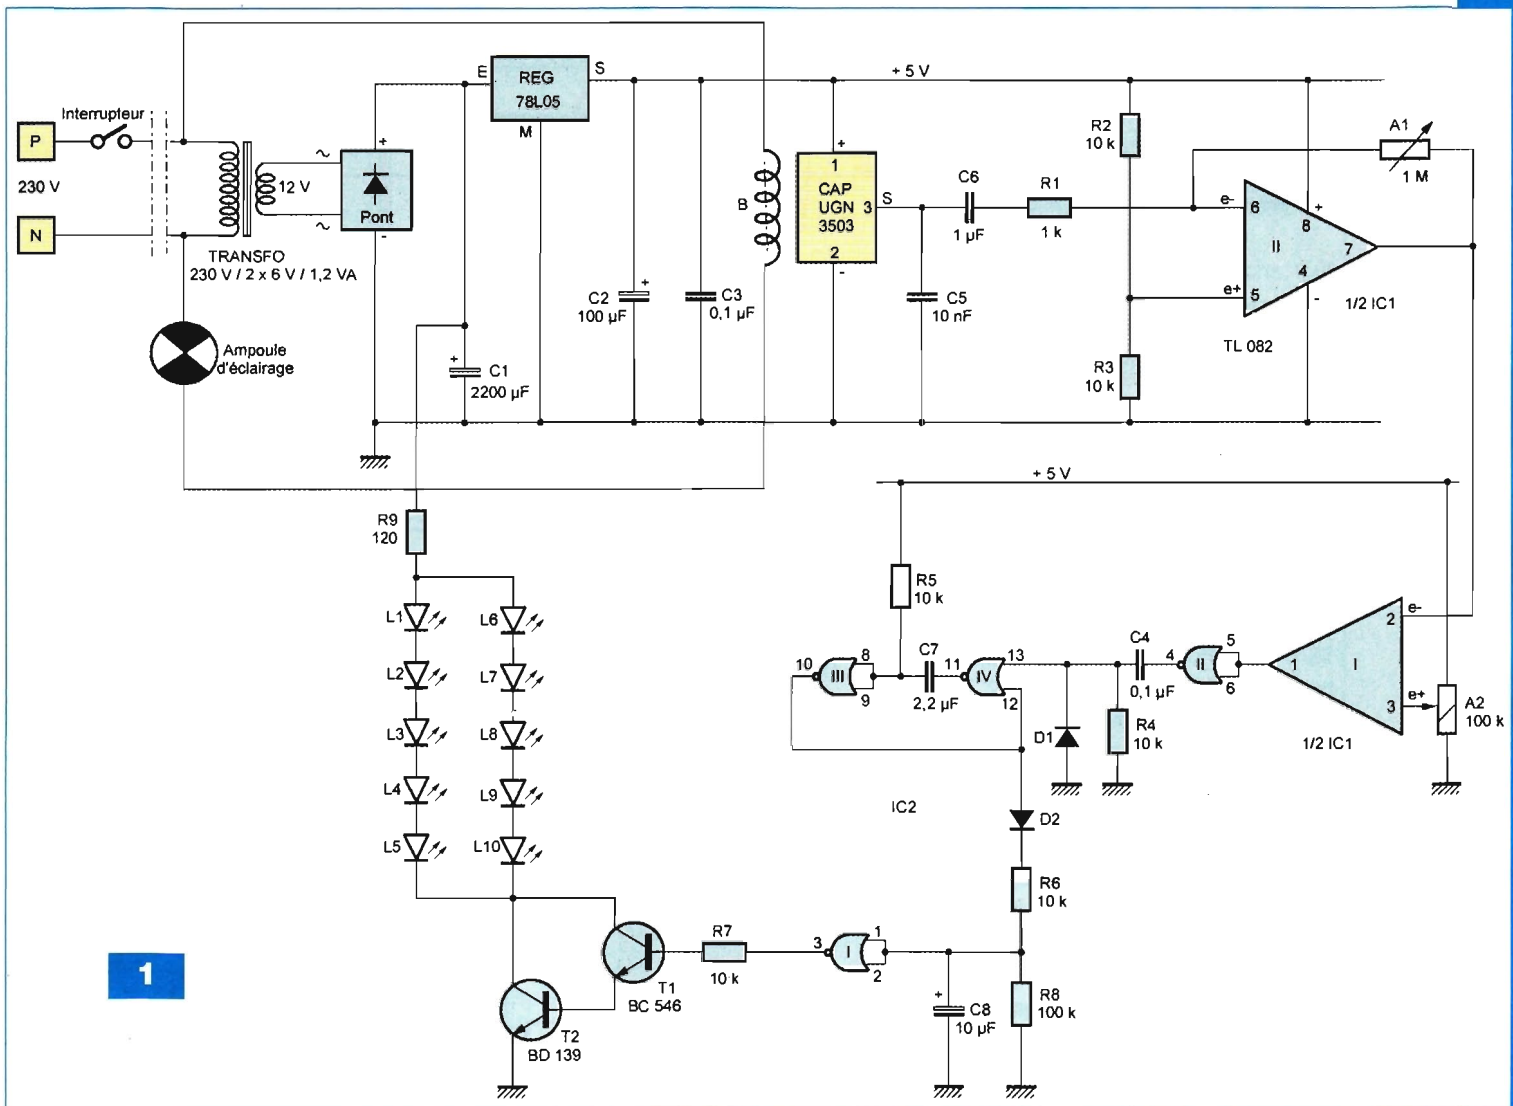 Interrupteur
P
230 V
N
12 V
~
~
+
Pont
-
TRANSFO
230 V / 2 x 6 V / 1,2 VA
Ampoule
d'éclairage
E
REG
78L05
S
M
+ 5 V
C1
2200 µF
+
C2
100 µF
+
C3
0,1 µF
B
+
1
CAP
UGN
3503
3
S
2
-
C6
1 µF
R1
1 k
C5
10 nF
R2
10 k
R3
10 k
A1
1 M
e-
6
II
+
8
7
4
-
e+
5
1/2 IC1
TL 082
+ 5 V
R9
120
L1
L2
L3
L4
L5
L6
L7
L8
L9
L10
R5
10 k
10
III
8
9
C7
2,2 µF
11
IV
13
12
D1
R4
10 k
C4
0,1 µF
4
II
5
6
1
I
2
e-
3
e+
1/2 IC1
A2
100 k
IC2
D2
R6
10 k
R8
100 k
C8
10 µF
+
3
I
1
2
R7
10 k
T1
BC 546
T2
BD 139
1